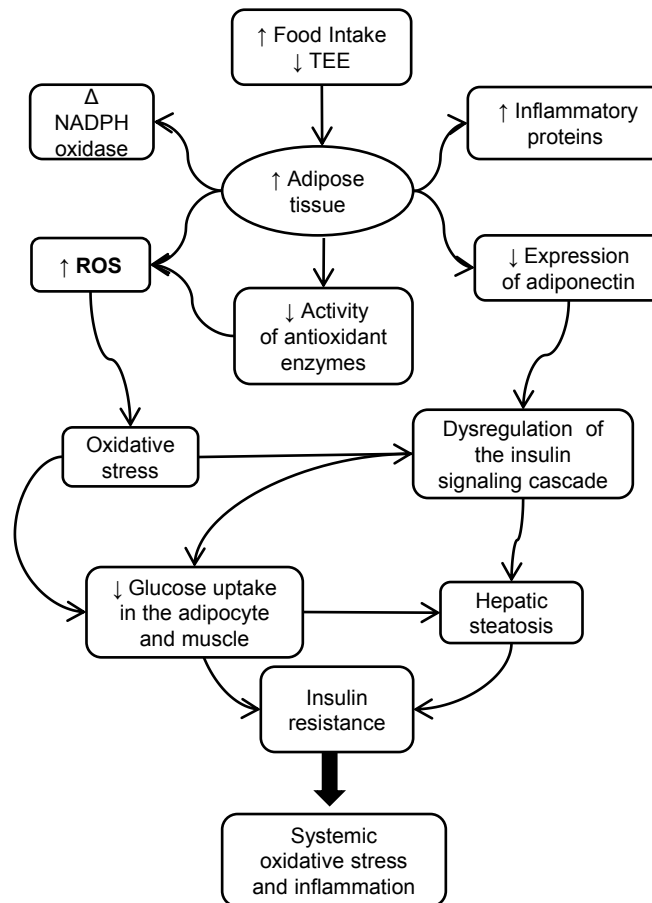 ↑ Food Intake
↓ TEE
Δ
NADPH
oxidase
↑ Inflammatory
proteins
↑ Adipose
tissue
↑ ROS
↓ Expression
of adiponectin
↓ Activity
of antioxidant
enzymes
Oxidative
stress
Dysregulation of
the insulin
signaling cascade
↓ Glucose uptake
in the adipocyte
and muscle
Hepatic
steatosis
Insulin
resistance
Systemic
oxidative stress
and inflammation